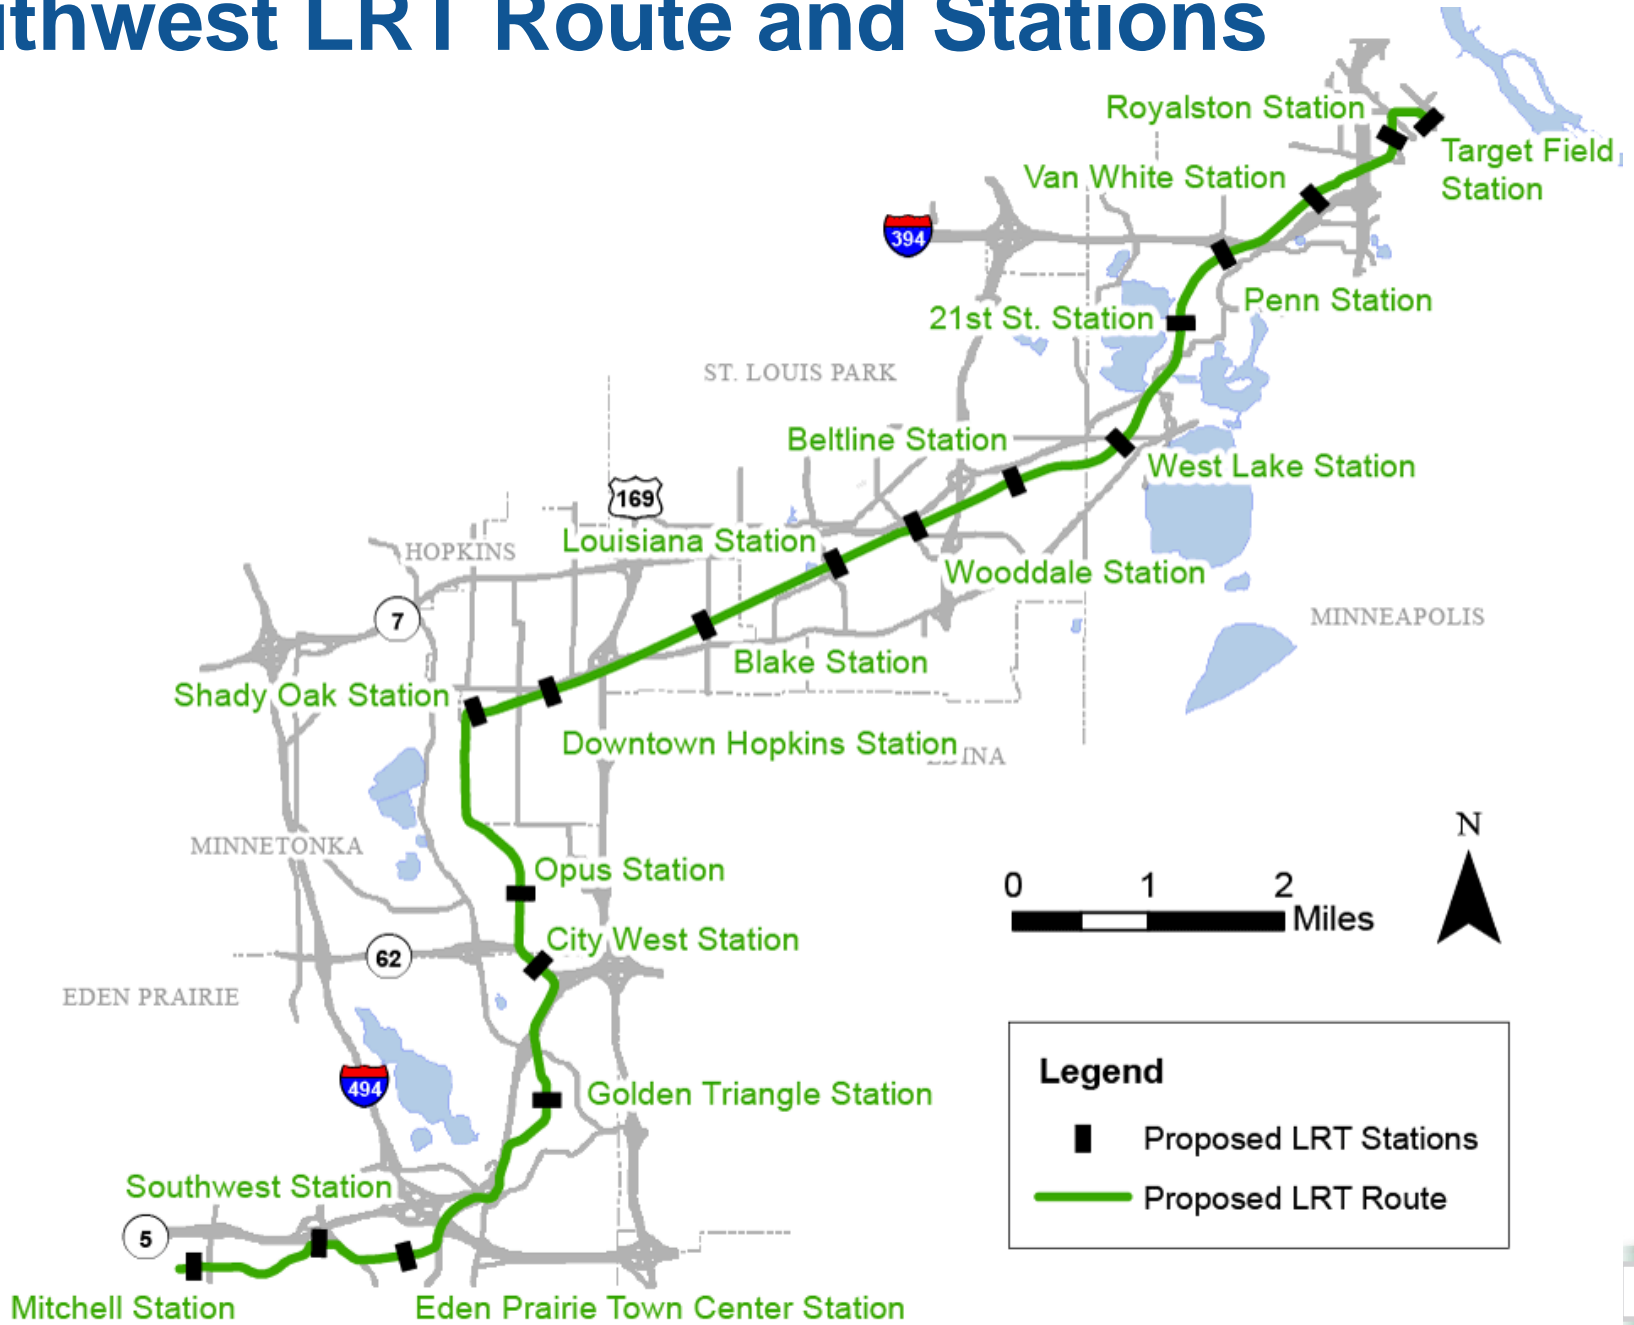 thwest LRT Route and Stations
Royalston Station
Target Field
Station
Van White Station
394
Penn Station
21st St. Station
ST. LOUIS PARK
Beltline Station
West Lake Station
169
Louisiana Station
HOPKINS
Wooddale Station
7
MINNEAPOLIS
Blake Station
Shady Oak Station
Downtown Hopkins Station
EDINA
MINNETONKA
Opus Station
N
0 1 2
Miles
City West Station
62
EDEN PRAIRIE
Legend
494
Golden Triangle Station
Proposed LRT Stations
Southwest Station
Proposed LRT Route
5
Mitchell Station
Eden Prairie Town Center Station